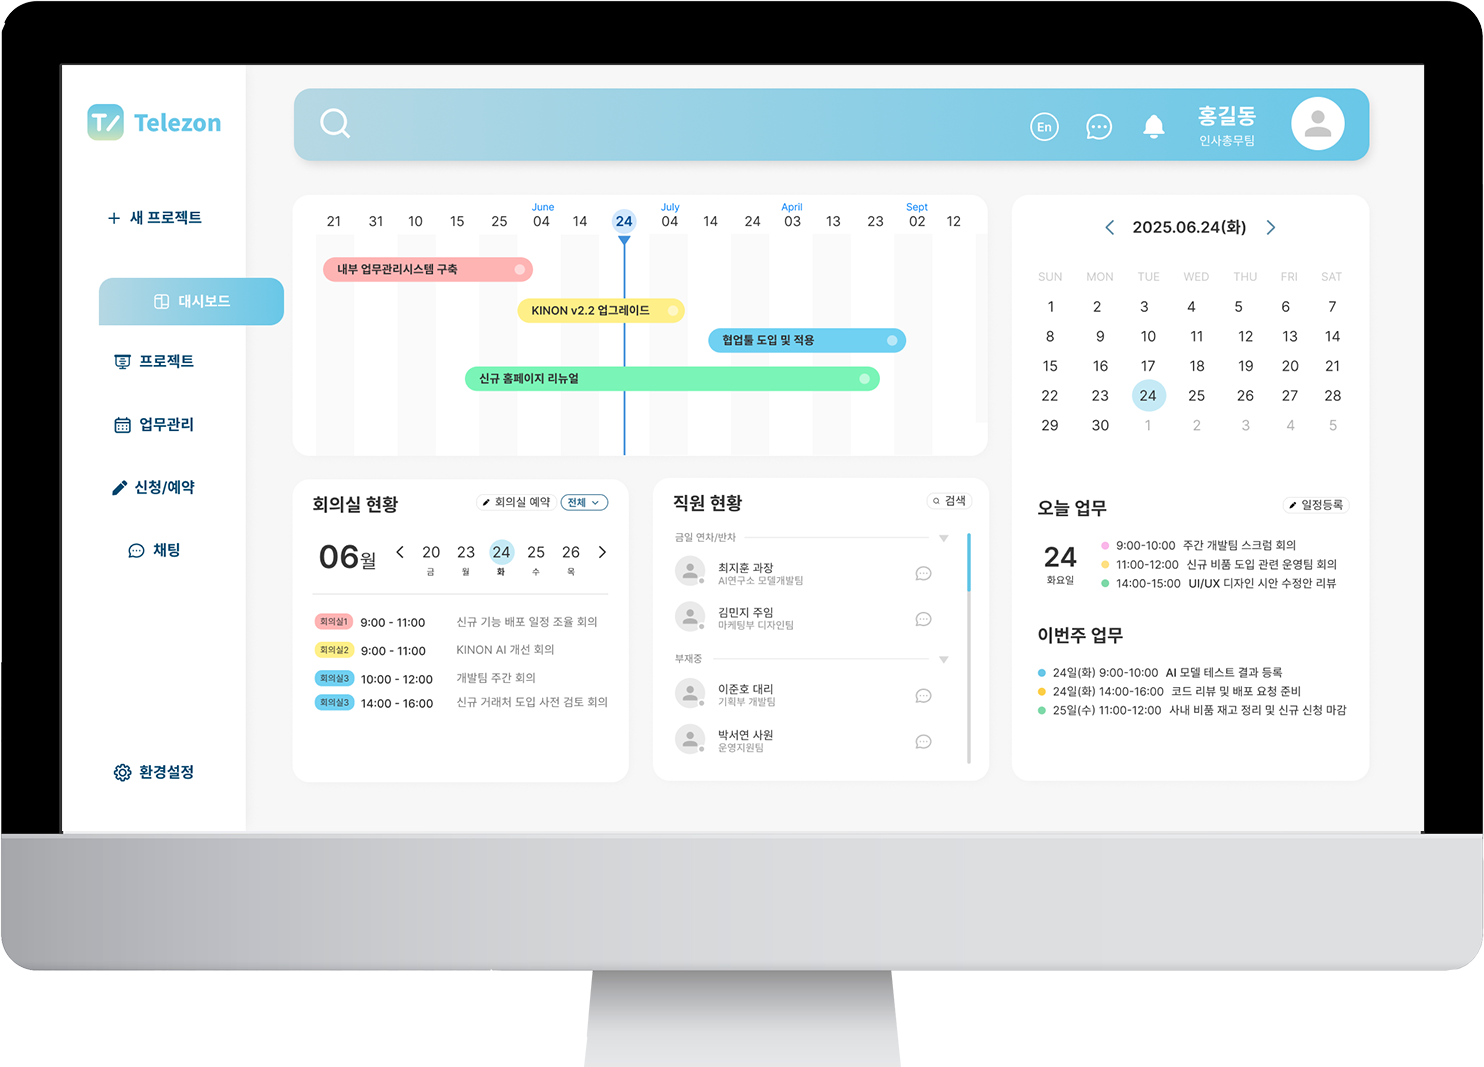 T/ Telezon
En
홍길동
인사총무팀
+ 새 프로젝트
대시보드
프로젝트
업무관리
신청/예약
채팅
환경설정
June July April Sept
21 31 10 15 25 04 14 24 04 14 24 03 13 23 02 12
내부 업무관리시스템 구축
KINON v2.2 업그레이드
협업툴 도입 및 적용
신규 홈페이지 리뉴얼
회의실 현황
회의실 예약
전체
06월
20 23 24 25 26
금 월 화 수 목
회의실1 9:00 - 11:00 신규 기능 배포 일정 조율 회의
회의실2 9:00 - 11:00 KINON AI 개선 회의
회의실3 10:00 - 12:00 개발팀 주간 회의
회의실3 14:00 - 16:00 신규 거래처 도입 사전 검토 회의
직원 현황
검색
금일 연차/반차
최지훈 과장
AI연구소 모델개발팀
김민지 주임
마케팅부 디자인팀
부재중
이준호 대리
기획부 개발팀
박서연 사원
운영지원팀
2025.06.24(화)
SUN MON TUE WED THU FRI SAT
1 2 3 4 5 6 7
8 9 10 11 12 13 14
15 16 17 18 19 20 21
22 23 24 25 26 27 28
29 30 1 2 3 4 5
오늘 업무
일정등록
24
화요일
9:00-10:00 주간 개발팀 스크럼 회의
11:00-12:00 신규 비품 도입 관련 운영팀 회의
14:00-15:00 UI/UX 디자인 시안 수정안 리뷰
이번주 업무
24일(화) 9:00-10:00 AI 모델 테스트 결과 등록
24일(화) 14:00-16:00 코드 리뷰 및 배포 요청 준비
25일(수) 11:00-12:00 사내 비품 재고 정리 및 신규 신청 마감